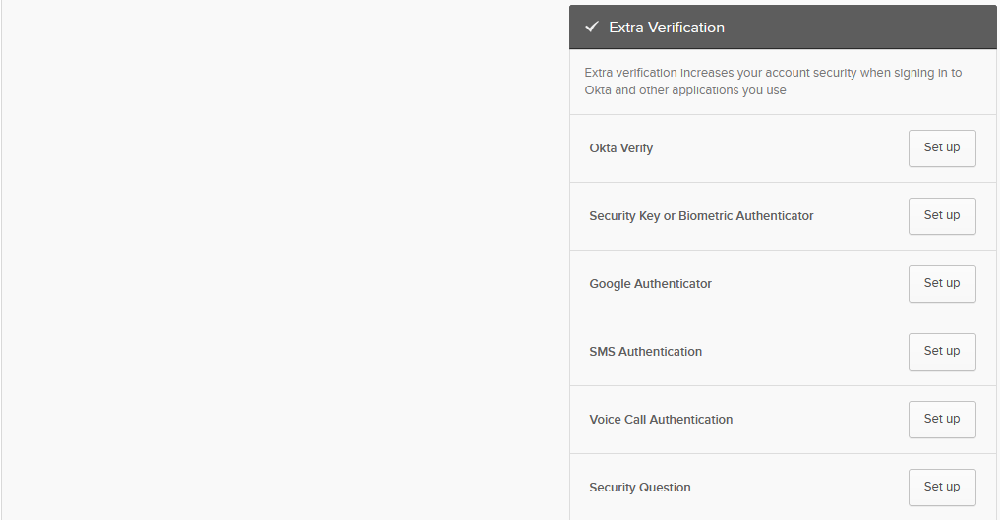 Extra Verification
Extra verification increases your account security when signing in to
Okta and other applications you use
Okta Verify
Set up
Security Key or Biometric Authenticator
Set up
Google Authenticator
Set up
SMS Authentication
Set up
Voice Call Authentication
Set up
Security Question
Set up